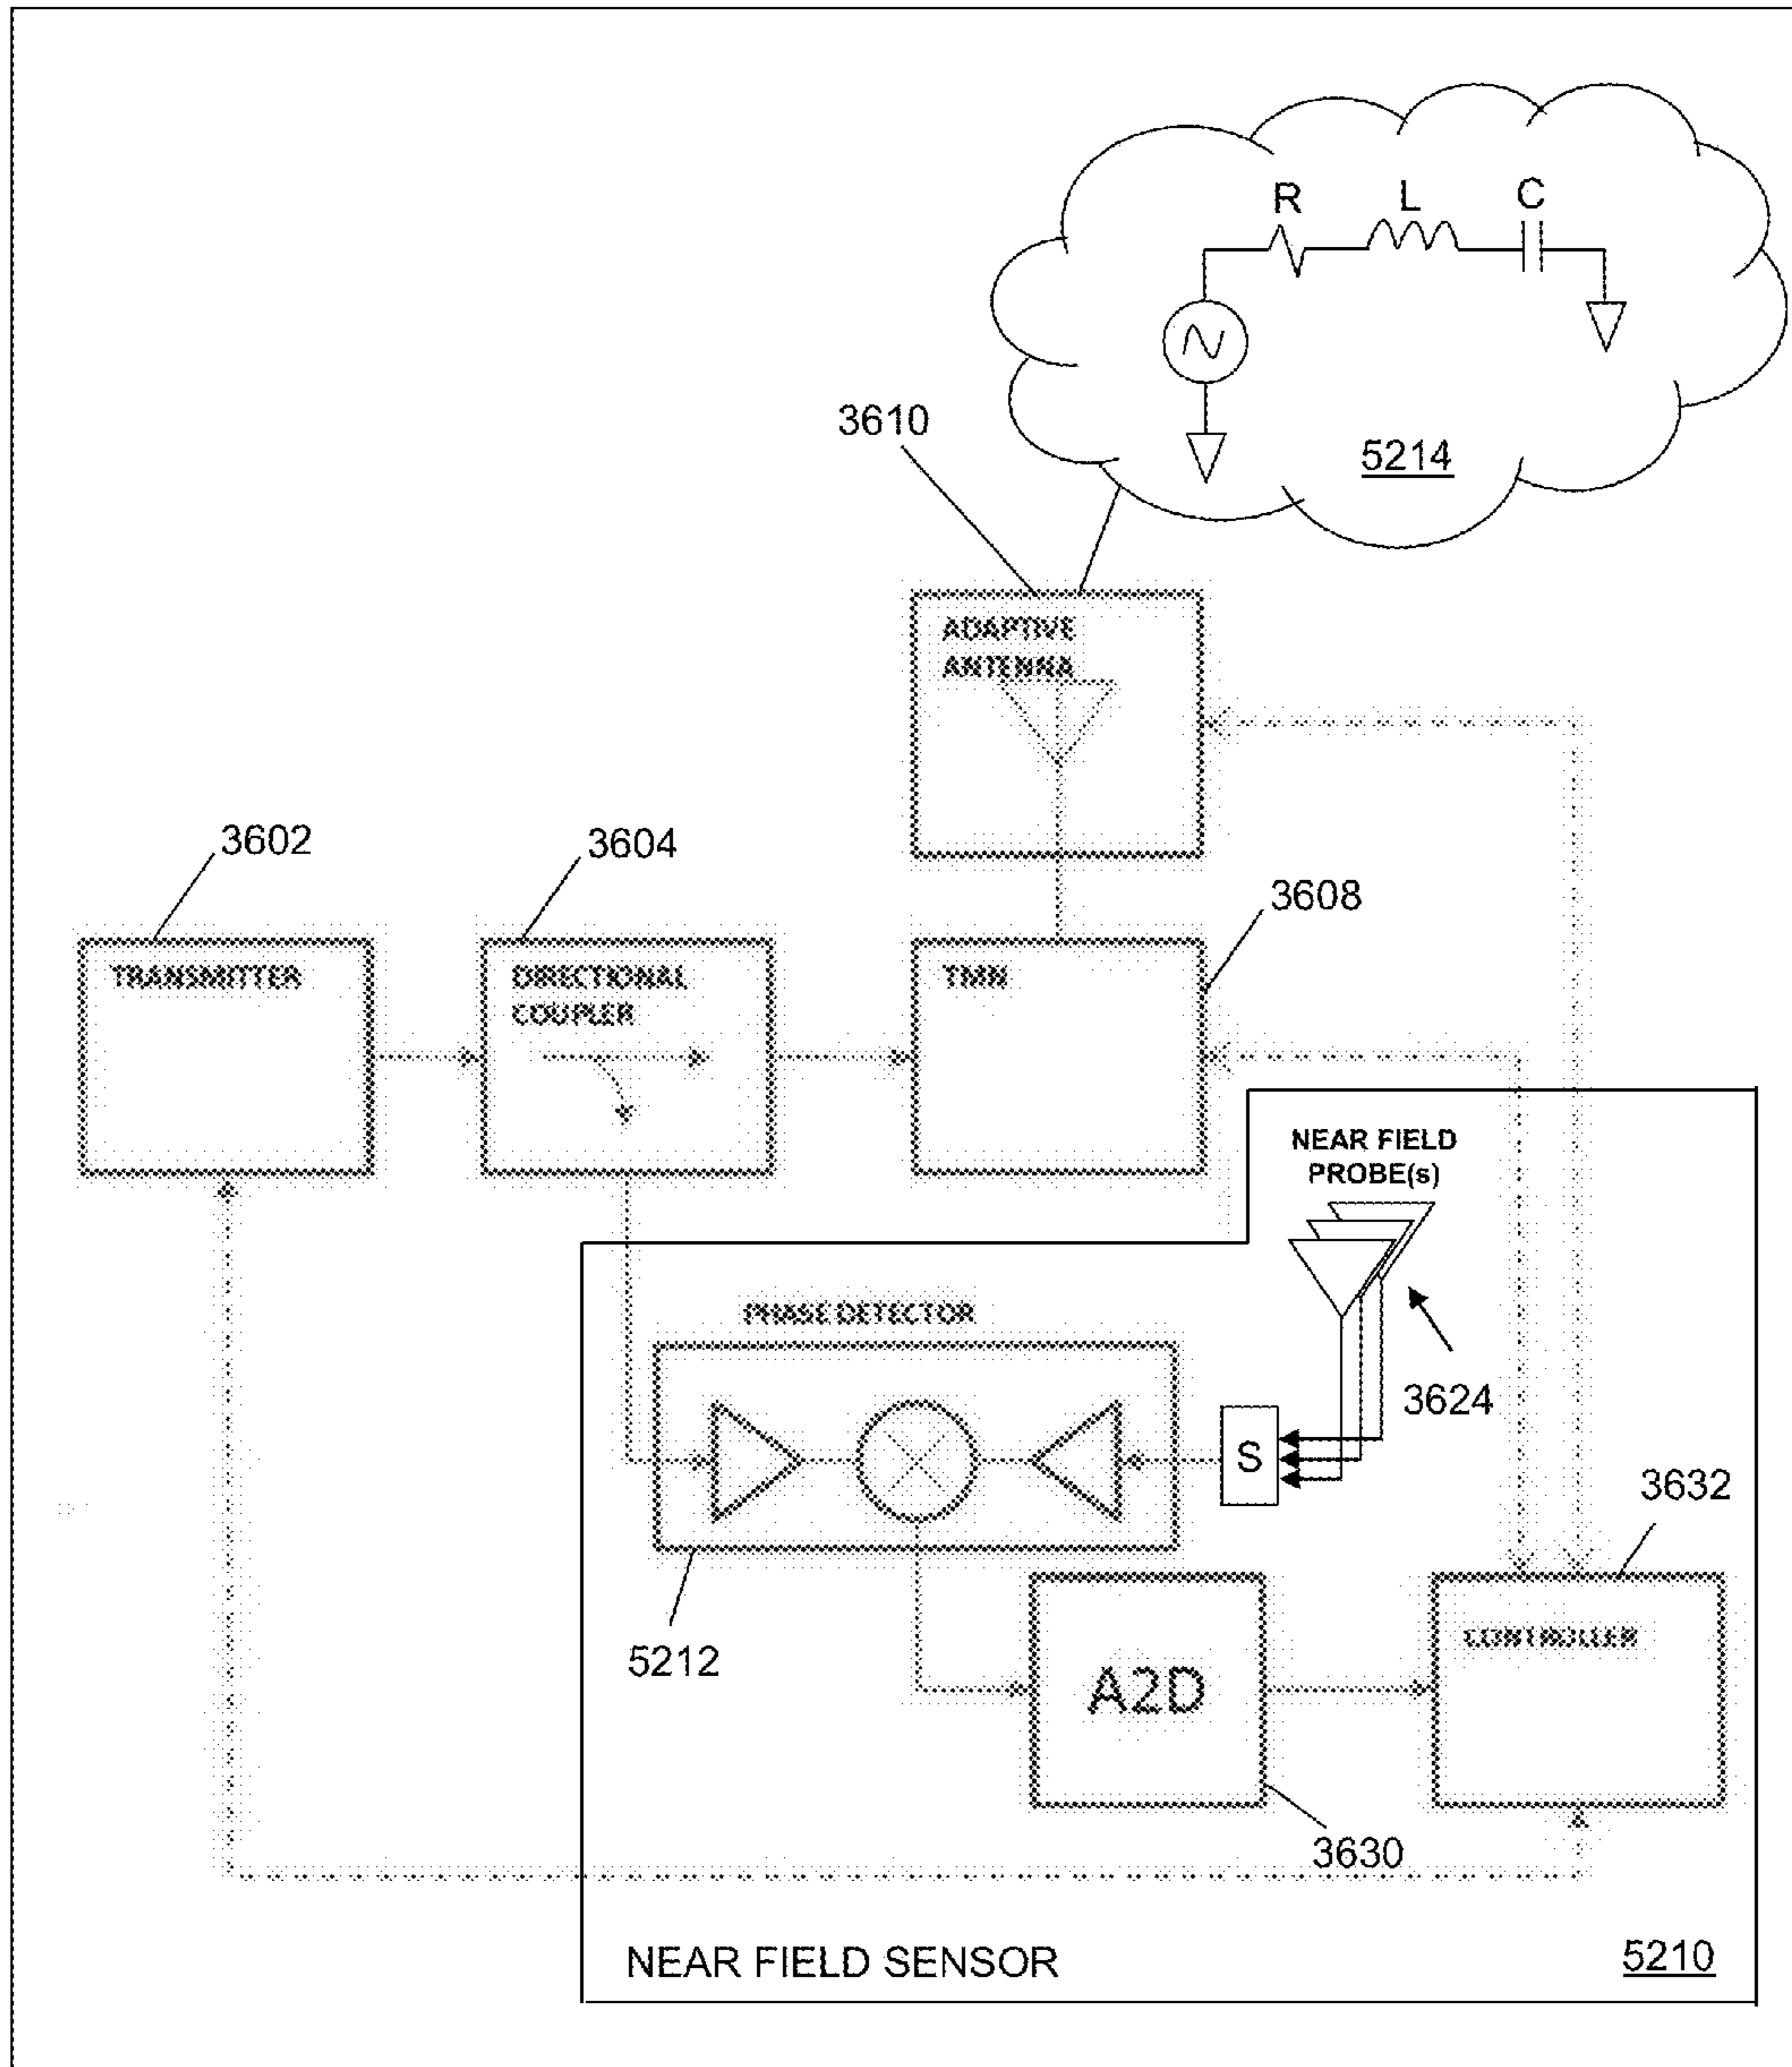 R L C
5214
3610
ADAPTIVE
ANTENNA
3602
3604
3608
TRANSMITTER
DIRECTIONAL
COUPLER
TMN
NEAR FIELD
PROBE(s)
PHASE DETECTOR
3624
S
3632
5212
A2D
CONTROLLER
3630
NEAR FIELD SENSOR
5210